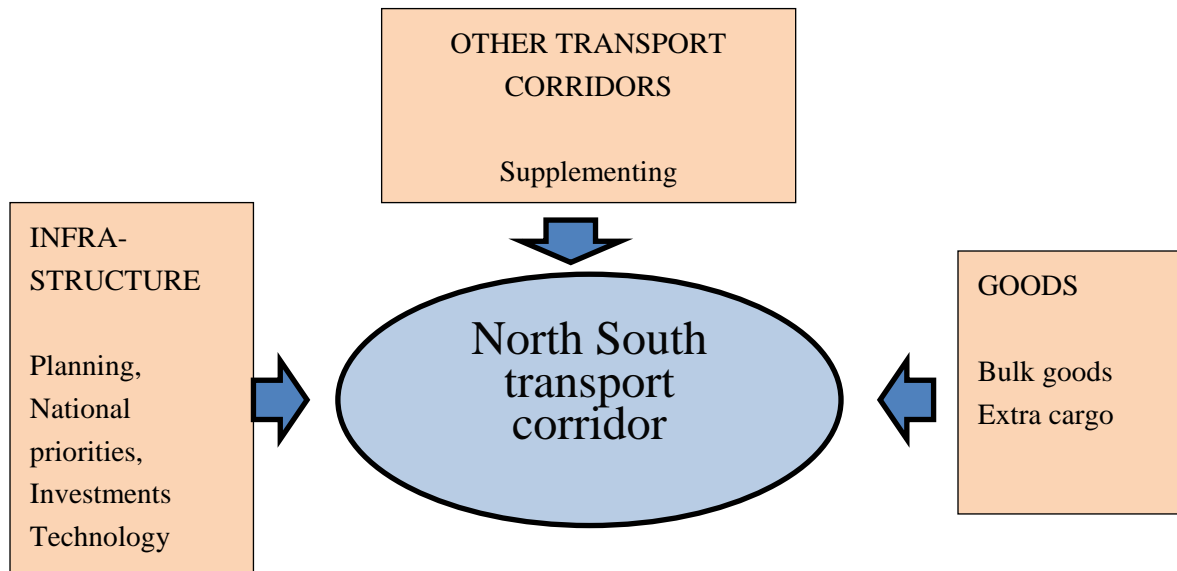 OTHER TRANSPORT
CORRIDORS
Supplementing
INFRA-
STRUCTURE
Planning,
National
priorities,
Investments
Technology
North South
transport
corridor
GOODS
Bulk goods
Extra cargo